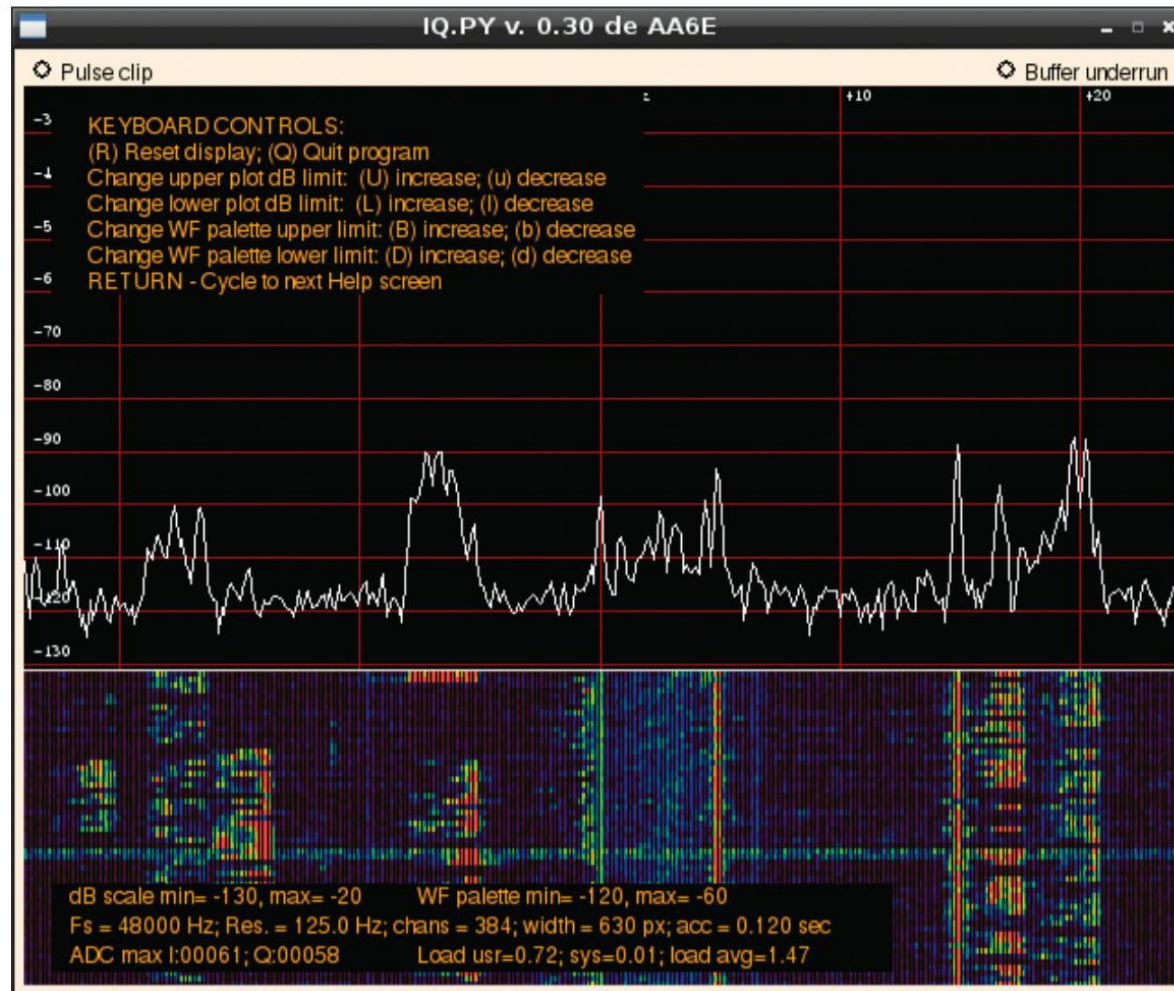 IQ.PY v. 0.30 de AA6E
Pulse clip
Buffer underrun
+10
+20
-3
KEYBOARD CONTROLS:
(R) Reset display; (Q) Quit program
-4
Change upper plot dB limit: (U) increase; (u) decrease
Change lower plot dB limit: (L) increase; (l) decrease
-5
Change WF palette upper limit: (B) increase; (b) decrease
Change WF palette lower limit: (D) increase; (d) decrease
-6
RETURN - Cycle to next Help screen
-70
-80
-90
-100
-110
-120
-130
dB scale min= -130, max= -20 WF palette min= -120, max= -60
Fs = 48000 Hz; Res. = 125.0 Hz; chans = 384; width = 630 px; acc = 0.120 sec
ADC max I:00061; Q:00058 Load usr=0.72; sys=0.01; load avg=1.47